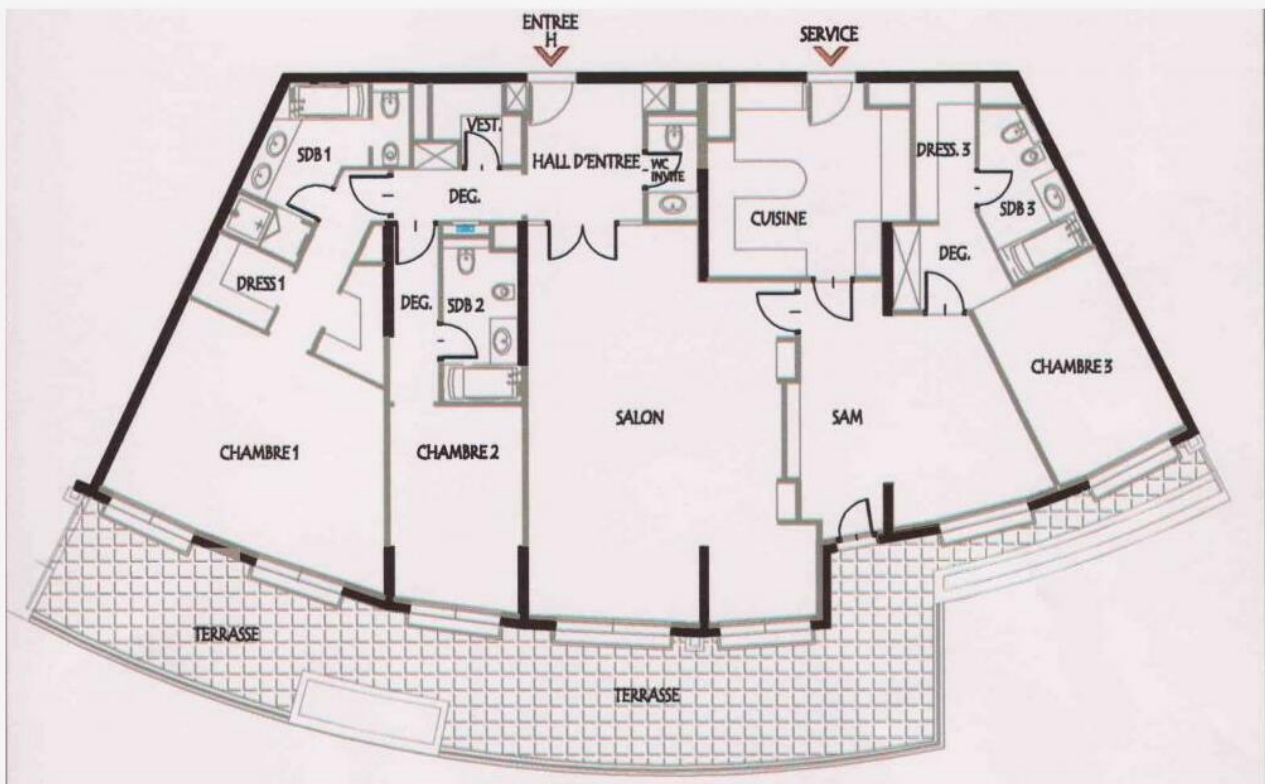 ENTREE
H
SERVICE
VEST.
SDB 1
HALL D'ENTREE
WC
INVITE
DRESS. 3
DEG.
CUISINE
SDB 3
DEG.
DRESS 1
DEG.
SDB 2
CHAMBRE 3
SALON
SAM
CHAMBRE 1
CHAMBRE 2
TERRASSE
TERRASSE